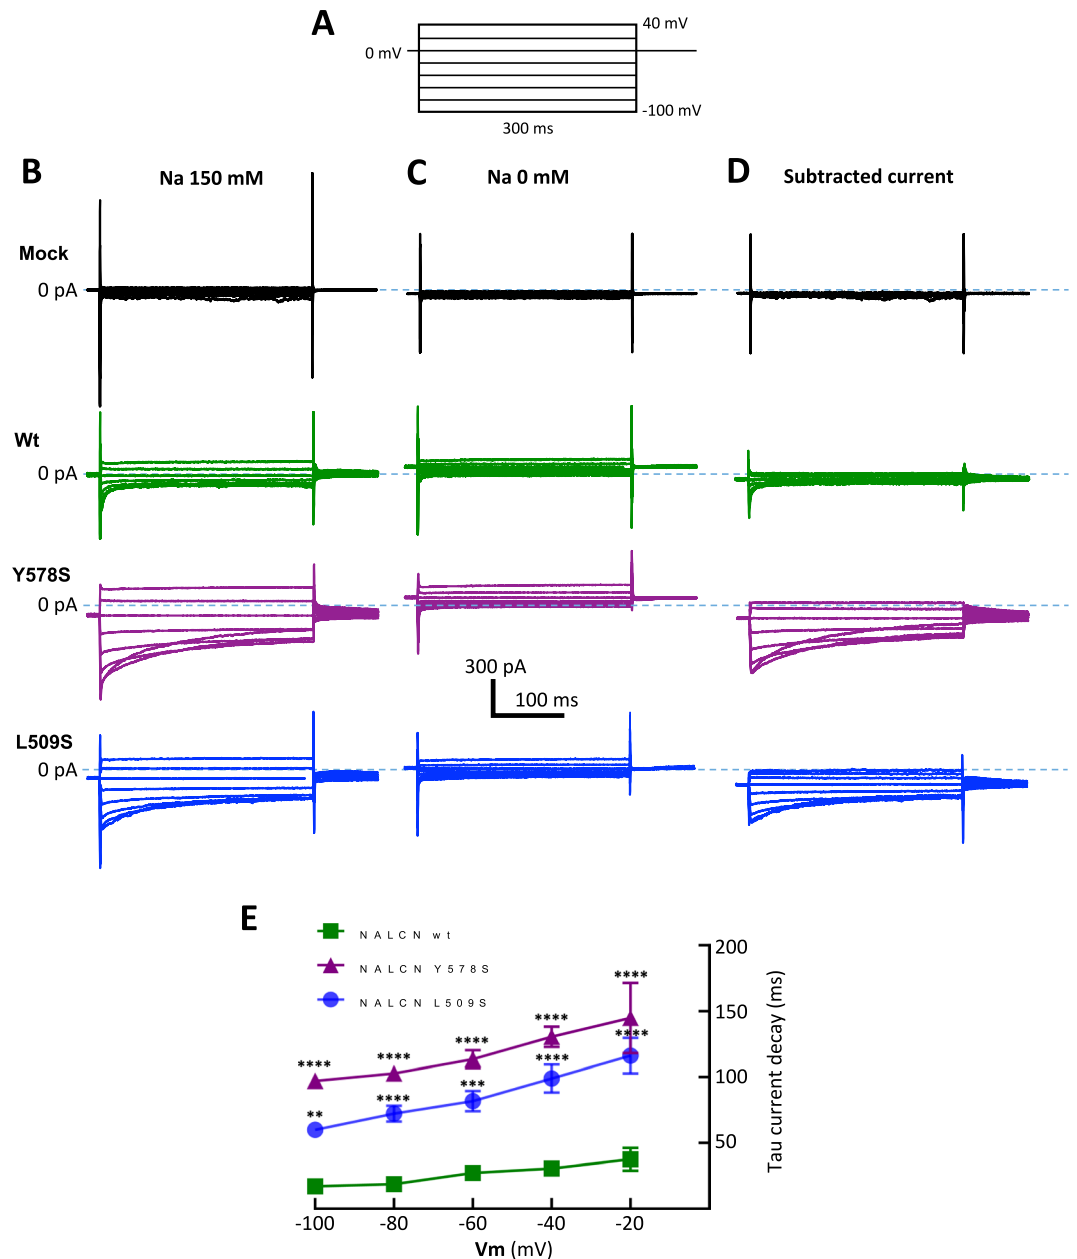 A
40 mV
0 mV
-100 mV
300 ms
B
Na 150 mM
C
Na 0 mM
D
Subtracted current
Mock
0 pA
Wt
0 pA
Y578S
0 pA
300 pA
100 ms
L509S
0 pA
E
NALCN wt
NALCN Y578S
NALCN L509S
200
150
100
50
Tau current decay (ms)
**** **** **** **** ****
** **** *** **** ****
-100 -80 -60 -40 -20
Vm (mV)